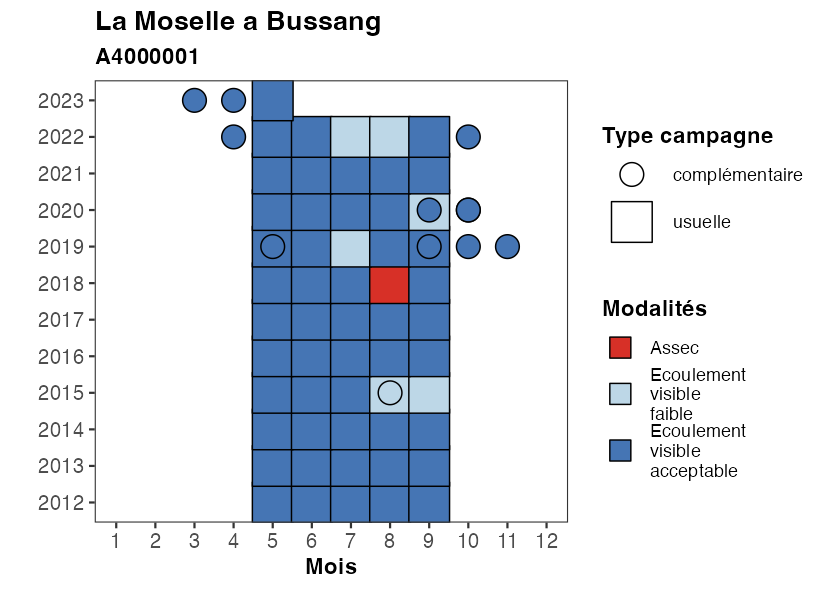 La Moselle a Bussang
A4000001
2023
2022
2021
2020
2019
2018
2017
2016
2015
2014
2013
2012
1 2 3 4 5 6 7 8 9 10 11 12
Mois
Type campagne
complémentaire
usuelle
Modalités
Assec
Ecoulement
visible
faible
Ecoulement
visible
acceptable